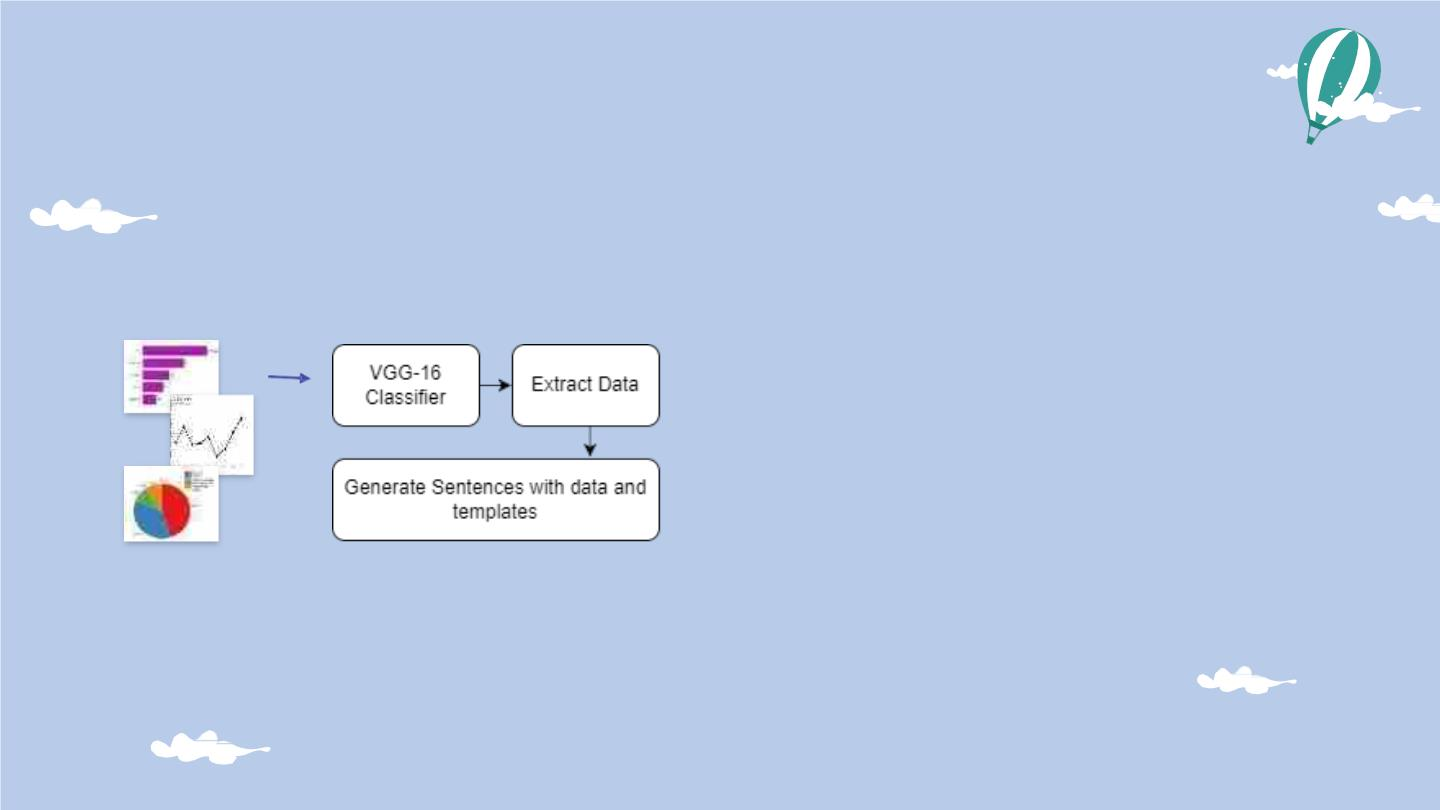 VGG-16
Classifier
Extract Data
Generate Sentences with data and
templates